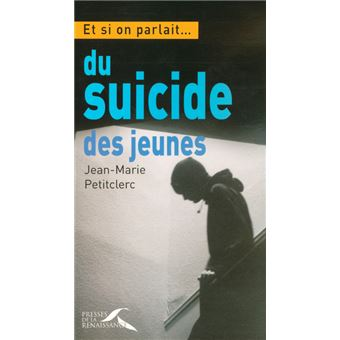 Et si on parlait...
du
suicide
des jeunes
Jean-Marie
Petitclerc
PRESSES
DE LA
RENAISSANCE